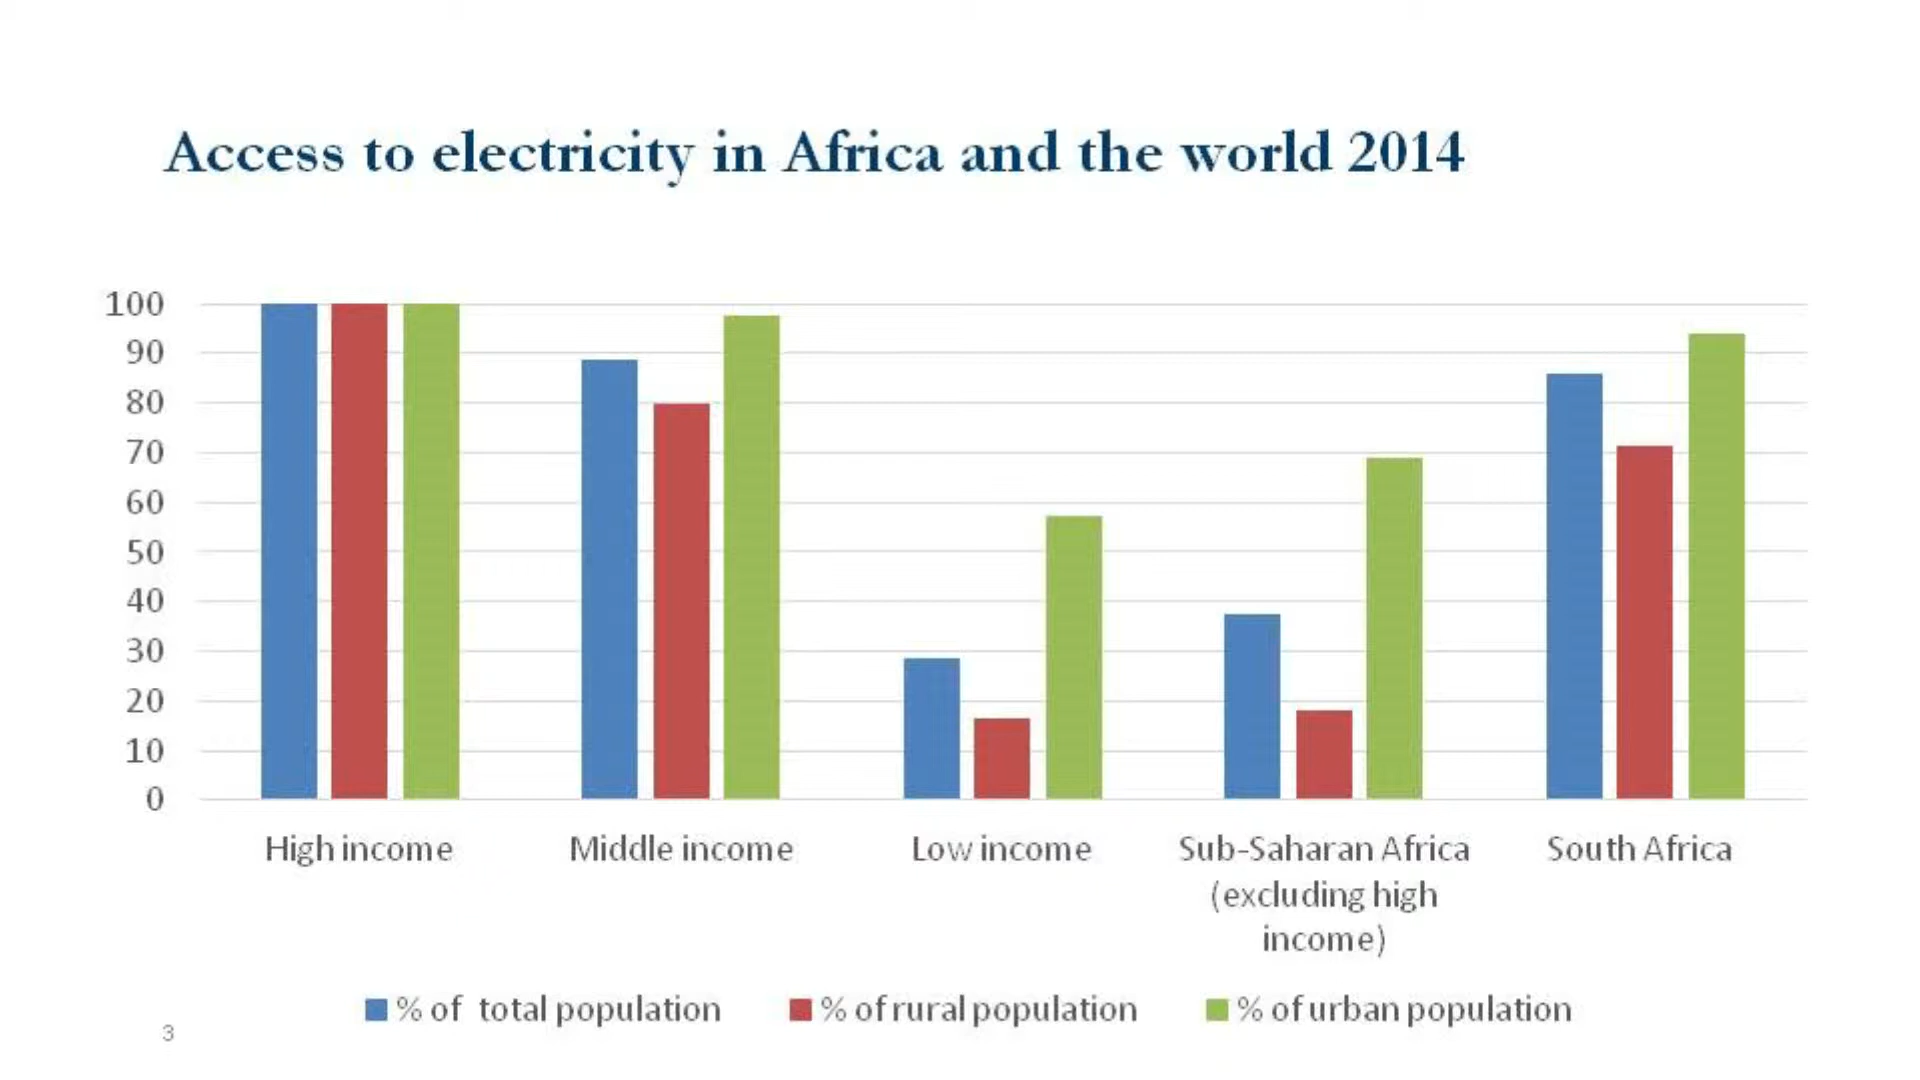 Access to electricity in Africa and the world 2014
100
90
80
70
60
50
40
30
20
10
0
High income Middle income Low income Sub-Saharan Africa South Africa
(excluding high
income)
% of total population % of rural population % of urban population
3